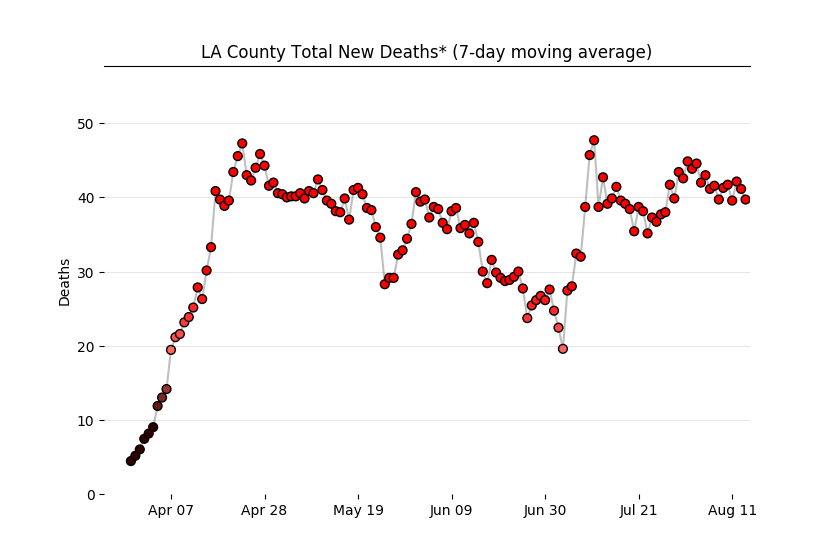 LA County Total New Deaths* (7-day moving average)
Deaths
50
40
30
20
10
0
Apr 07 Apr 28 May 19 Jun 09 Jun 30 Jul 21 Aug 11